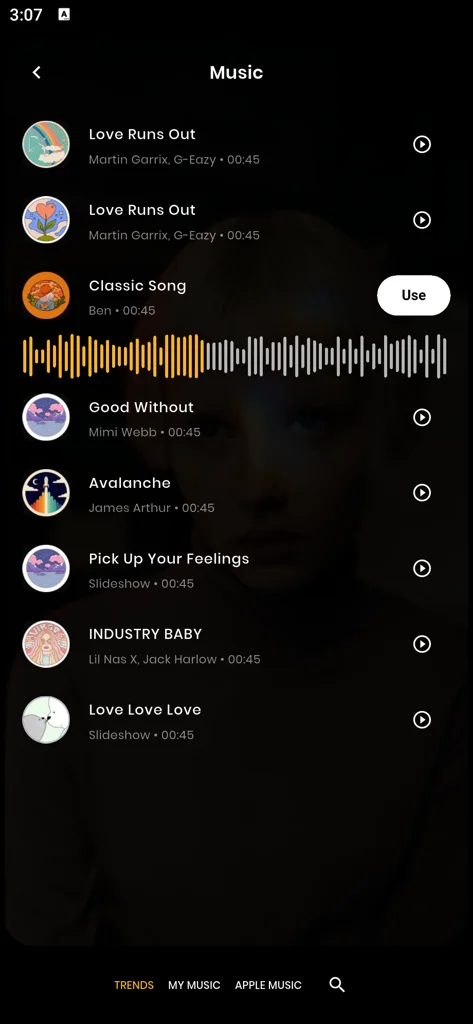 3:07
A
Music
Love Runs Out
Martin Garrix, G-Eazy • 00:45
Love Runs Out
Martin Garrix, G-Eazy • 00:45
Classic Song
Ben • 00:45
Use
Good Without
Mimi Webb • 00:45
Avalanche
James Arthur • 00:45
Pick Up Your Feelings
Slideshow • 00:45
INDUSTRY BABY
Lil Nas X, Jack Harlow • 00:45
Love Love Love
Slideshow • 00:45
TRENDS MY MUSIC APPLE MUSIC